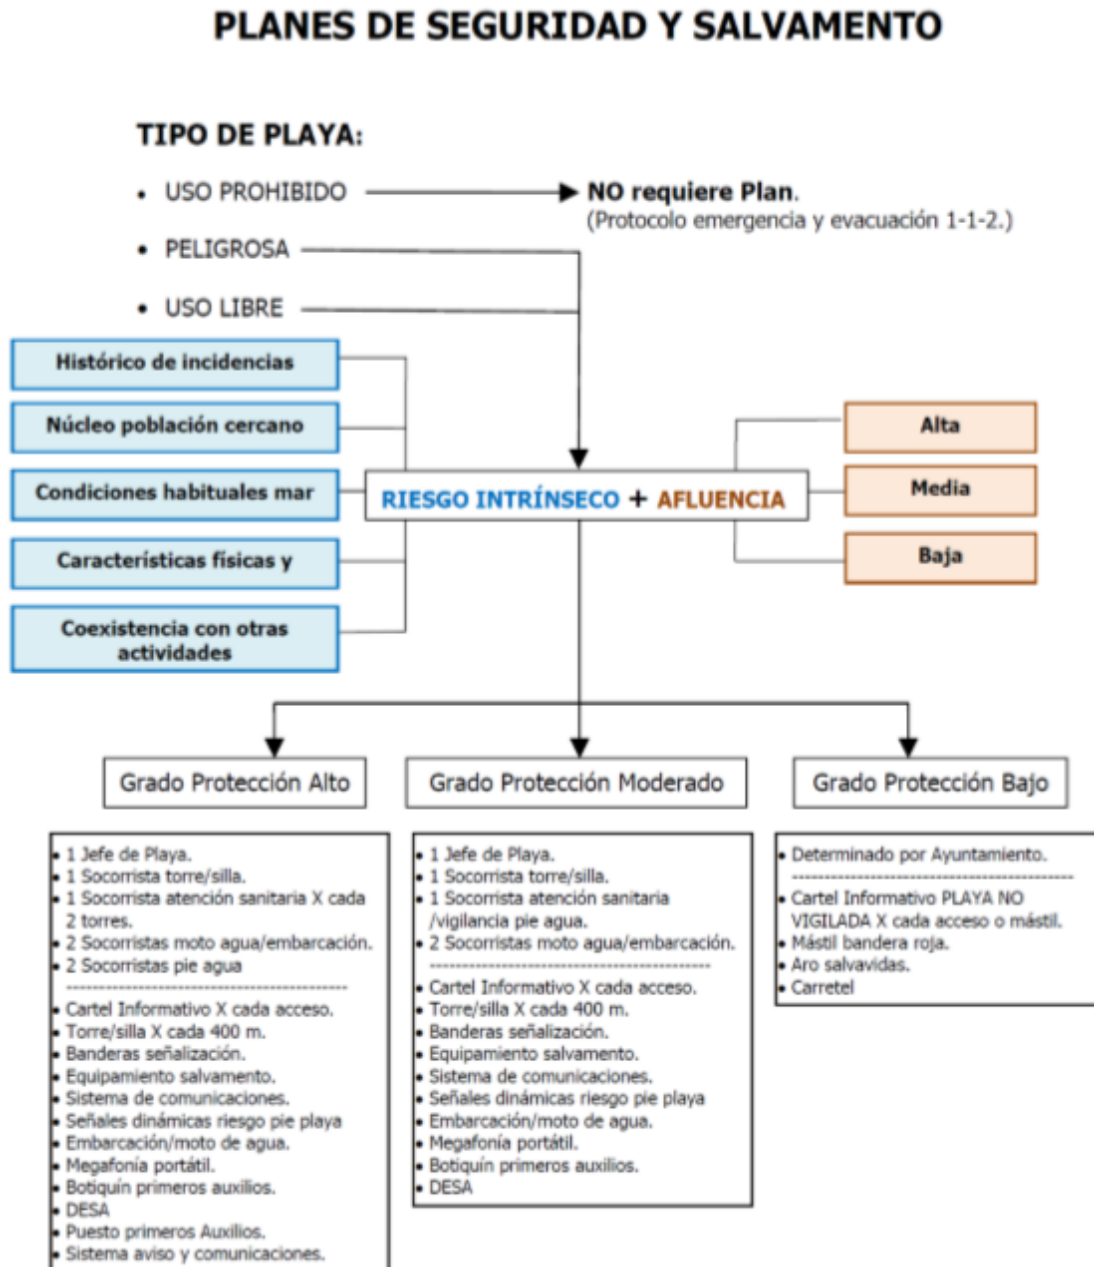 PLANES DE SEGURIDAD Y SALVAMENTO
TIPO DE PLAYA:
• USO PROHIBIDO
NO requiere Plan.
(Protocolo emergencia y evacuación 1-1-2.)
• PELIGROSA
• USO LIBRE
Histórico de incidencias
Núcleo población cercano
Condiciones habituales mar
Características físicas y
Coexistencia con otras
actividades
RIESGO INTRÍNSECO + AFLUENCIA
Alta
Media
Baja
Grado Protección Alto
• 1 Jefe de Playa.
• 1 Socorrista torre/silla.
• 1 Socorrista atención sanitaria X cada
2 torres.
• 2 Socorristas moto agua/embarcación.
• 2 Socorristas pie agua
-------------------------------------------
• Cartel Informativo X cada acceso.
• Torre/silla X cada 400 m.
• Banderas señalización.
• Equipamiento salvamento.
• Sistema de comunicaciones.
• Señales dinámicas riesgo pie playa
• Embarcación/moto de agua.
• Megafonía portátil.
• Botiquín primeros auxilios.
• DESA
• Puesto primeros Auxilios.
• Sistema aviso y comunicaciones.
Grado Protección Moderado
• 1 Jefe de Playa.
• 1 Socorrista torre/silla.
• 1 Socorrista atención sanitaria
/vigilancia pie agua.
• 2 Socorristas moto agua/embarcación.
-------------------------------------------
• Cartel Informativo X cada acceso.
• Torre/silla X cada 400 m.
• Banderas señalización.
• Equipamiento salvamento.
• Sistema de comunicaciones.
• Señales dinámicas riesgo pie playa
• Embarcación/moto de agua.
• Megafonía portátil.
• Botiquín primeros auxilios.
• DESA
Grado Protección Bajo
• Determinado por Ayuntamiento.
-------------------------------------------
• Cartel Informativo PLAYA NO
VIGILADA X cada acceso o mástil.
• Mástil bandera roja.
• Aro salvavidas.
• Carretel